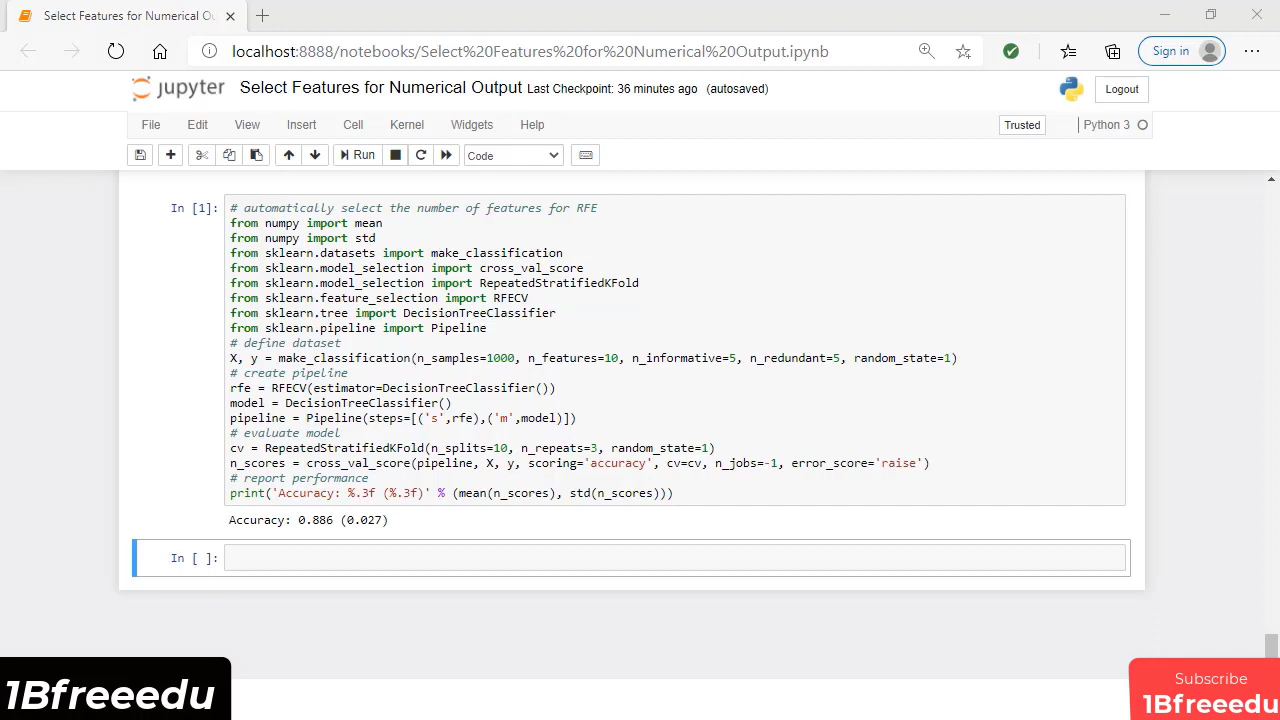 Select Features for Numerical Ou
localhost:8888/notebooks/Select%20Features%20for%20Numerical%20Output.ipynb
Sign in
jupyter Select Features for Numerical Output Last Checkpoint: 36 minutes ago (autosaved)
Logout
File Edit View Insert Cell Kernel Widgets Help
Trusted
Python 3
Run
Code
In [1]:
# automatically select the number of features for RFE
from numpy import mean
from numpy import std
from sklearn.datasets import make_classification
from sklearn.model_selection import cross_val_score
from sklearn.model_selection import RepeatedStratifiedKFold
from sklearn.feature_selection import RFECV
from sklearn.tree import DecisionTreeClassifier
from sklearn.pipeline import Pipeline
# define dataset
X, y = make_classification(n_samples=1000, n_features=10, n_informative=5, n_redundant=5, random_state=1)
# create pipeline
rfe = RFECV(estimator=DecisionTreeClassifier())
model = DecisionTreeClassifier()
pipeline = Pipeline(steps=[('s',rfe),('m',model)])
# evaluate model
cv = RepeatedStratifiedKFold(n_splits=10, n_repeats=3, random_state=1)
n_scores = cross_val_score(pipeline, X, y, scoring='accuracy', cv=cv, n_jobs=-1, error_score='raise')
# report performance
print('Accuracy: %.3f (%.3f)' % (mean(n_scores), std(n_scores)))
Accuracy: 0.886 (0.027)
In [ ]:
1Bfreeedu
Subscribe
1Bfreeedu